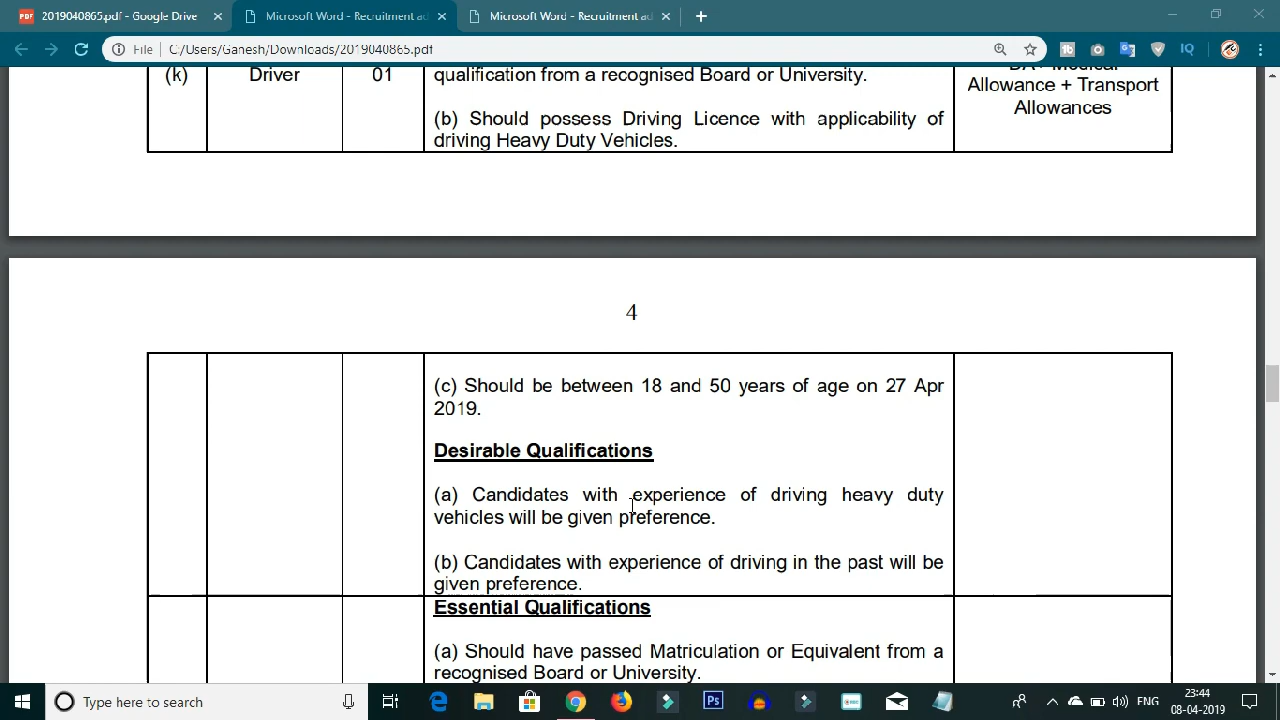 2019040865.pdf - Google Drive
Microsoft Word - Recruitment ad
Microsoft Word - Recruitment ad
File
C:/Users/Ganesh/Downloads/2019040865.pdf
(k)
Driver
01
qualification from a recognised Board or University.
(b) Should possess Driving Licence with applicability of
driving Heavy Duty Vehicles.
Allowance + Transport
Allowances
4
(c) Should be between 18 and 50 years of age on 27 Apr
2019.
Desirable Qualifications
(a) Candidates with experience of driving heavy duty
vehicles will be given preference.
(b) Candidates with experience of driving in the past will be
given preference.
Essential Qualifications
(a) Should have passed Matriculation or Equivalent from a
recognised Board or University.
Type here to search
ENG
23:44
08-04-2019